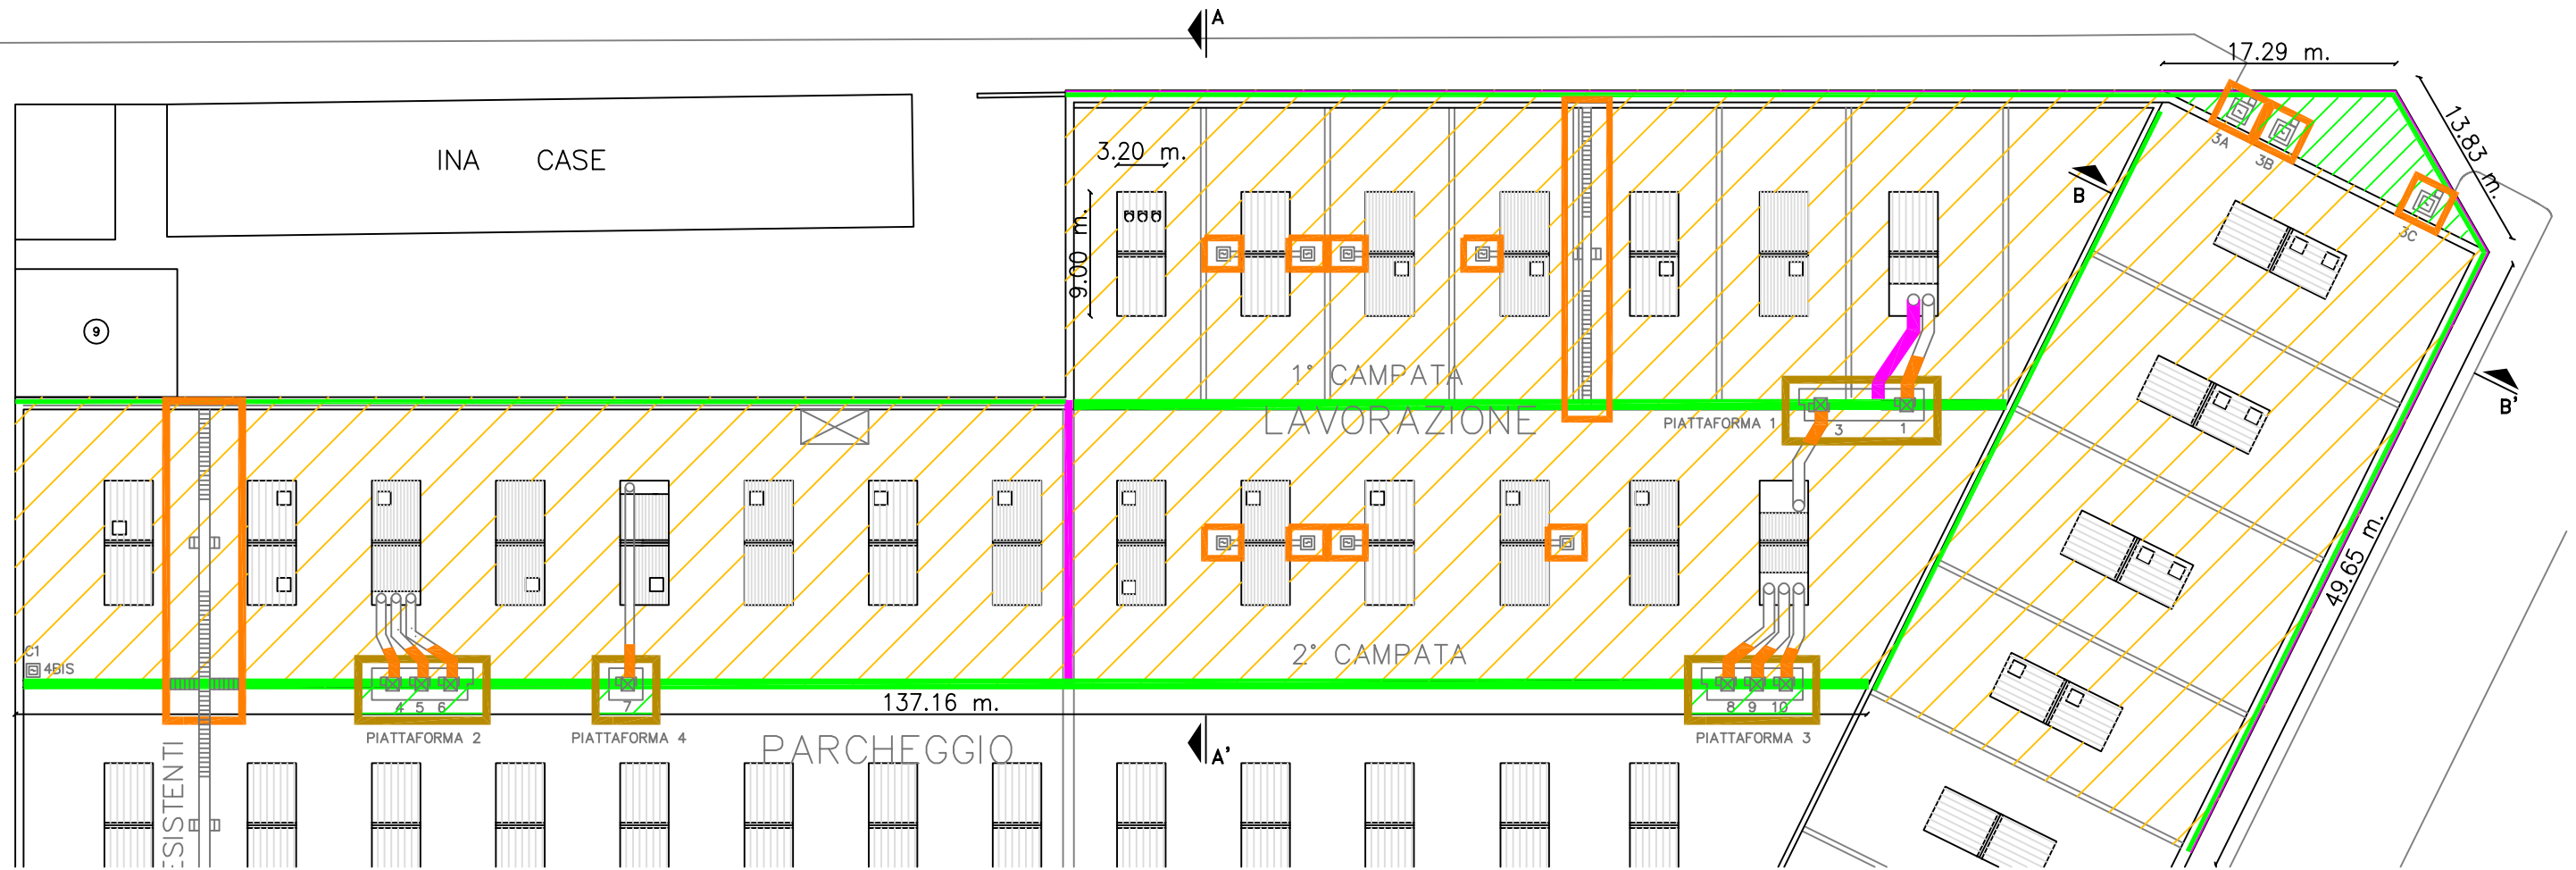 A
17.29 m.
13.83 m.
INA CASE
3.20 m.
3A
3B
B
3C
9.00 m.
9
1° CAMPATA
B'
LAVORAZIONE
PIATTAFORMA 1
3
1
49.65 m.
C1
4BIS
2° CAMPATA
137.16 m.
4 5 6
7
8 9 10
PIATTAFORMA 2
PIATTAFORMA 4
PARCHEGGIO
A'
PIATTAFORMA 3
ESISTENTI